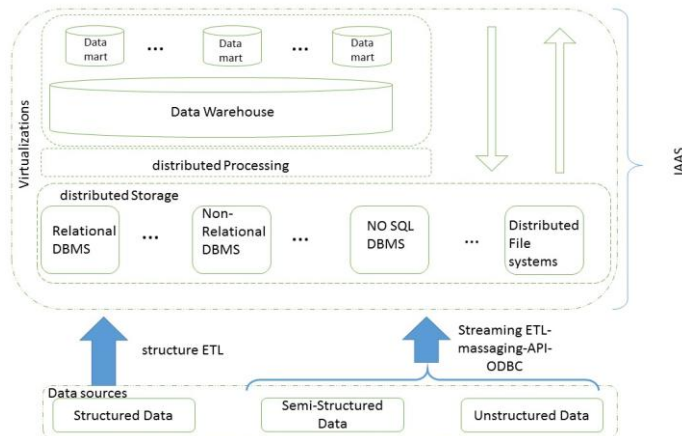 Data
mart
...
Data
mart
...
Data
mart
Data Warehouse
Virtualizations
distributed Processing
IAAS
distributed Storage
Relational
DBMS
...
Non-
Relational
DBMS
...
NO SQL
DBMS
...
Distributed
File
systems
structure ETL
Streaming ETL-
massaging-API-
ODBC
Data sources
Structured Data
Semi-Structured
Data
Unstructured Data